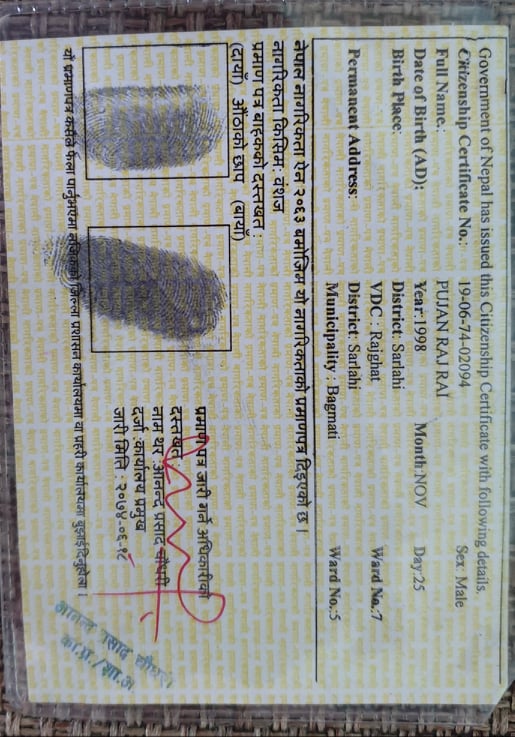 Government of Nepal has issued this Citizenship Certificate with following details.
Citizenship Certificate No.: 19-06-74-02094 Sex: Male
Full Name.: PUJAN RAJ RAI
Date of Birth (AD): Year: 1998 Month: NOV Day: 25
Birth Place: District: Sarlahi
VDC : Rajghat Ward No.:7
Permanent Address: District: Sarlahi
Municipality : Bagmati Ward No.:5
नेपाल नागरिकता ऐन २०६३ बमोजिम यो नागरिकताको प्रमाणपत्र दिइएको छ ।
नागरिकता किसिम: वंशज
प्रमाण पत्र बाहकको दस्तखत :
(दायाँ) औंठाको छाप (बायाँ)
प्रमाण पत्र जारी गर्ने अधिकारीको
दस्तखत :
नाम थर :आनन्द प्रसाद चौधरी
दर्जा :कार्यालय प्रमुख
जारी मिति : २०७४-०६-१८
यो प्रमाणपत्र कसैले फेला पार्नुभएमा नजिकको जिल्ला प्रशासन कार्यालयमा वा प्रहरी कार्यालयमा बुझाईदिनुहोला ।
आनन्द प्रसाद चौधरी